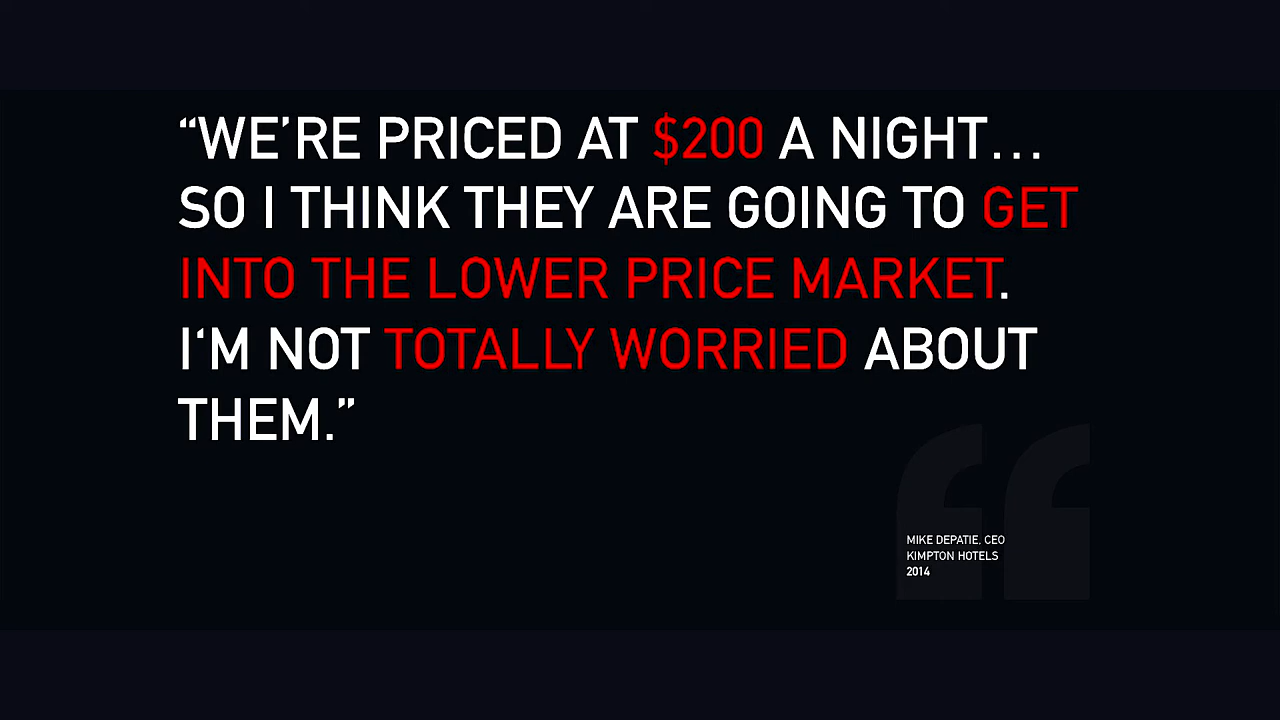 “WE’RE PRICED AT $200 A NIGHT…
SO I THINK THEY ARE GOING TO GET
INTO THE LOWER PRICE MARKET.
I‘M NOT TOTALLY WORRIED ABOUT
THEM.”
MIKE DEPATIE, CEO
KIMPTON HOTELS
2014